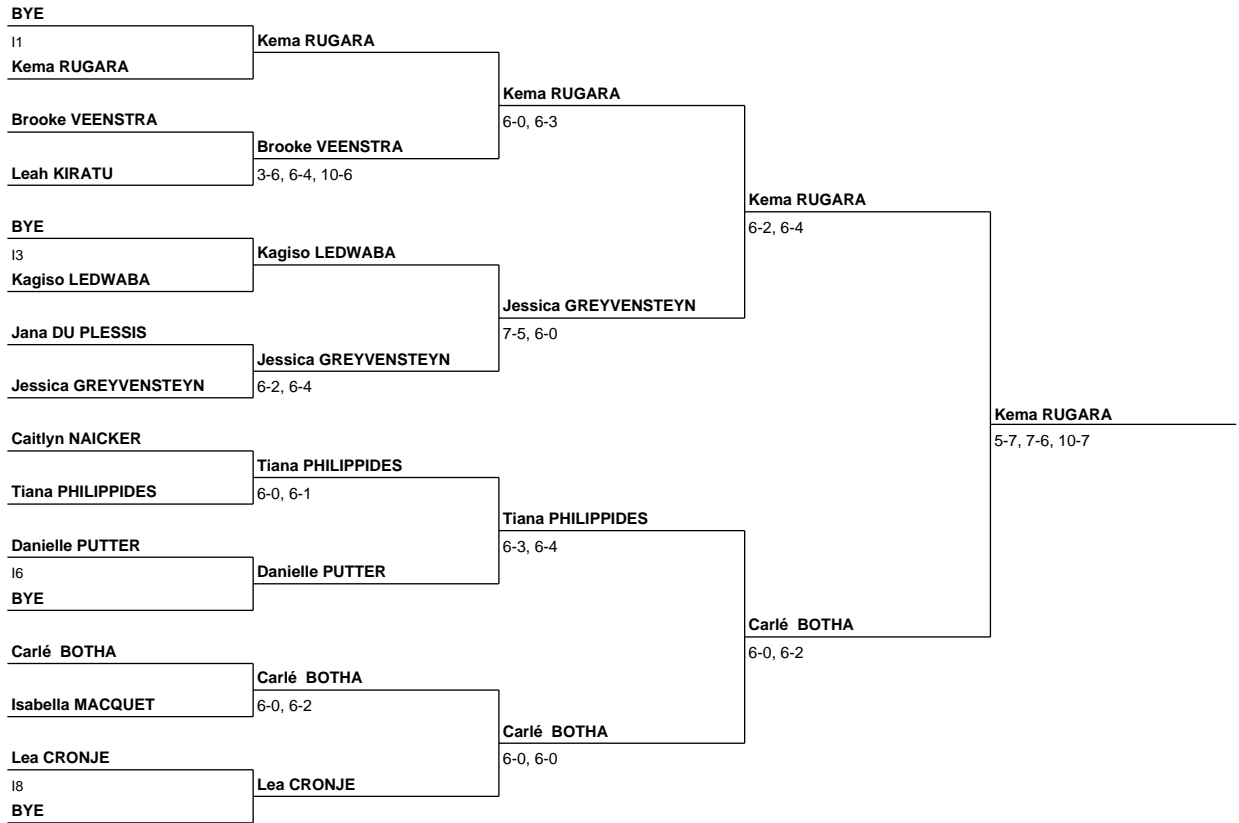 BYE
I1
Kema RUGARA
Kema RUGARA
Kema RUGARA
6-0, 6-3
Brooke VEENSTRA
Brooke VEENSTRA
3-6, 6-4, 10-6
Leah KIRATU
Kema RUGARA
6-2, 6-4
BYE
I3
Kagiso LEDWABA
Kagiso LEDWABA
Jessica GREYVENSTEYN
7-5, 6-0
Jana DU PLESSIS
Jessica GREYVENSTEYN
6-2, 6-4
Jessica GREYVENSTEYN
Kema RUGARA
5-7, 7-6, 10-7
Caitlyn NAICKER
Tiana PHILIPPIDES
6-0, 6-1
Tiana PHILIPPIDES
Tiana PHILIPPIDES
6-3, 6-4
Danielle PUTTER
I6
Danielle PUTTER
BYE
Carlé BOTHA
6-0, 6-2
Carlé BOTHA
Carlé BOTHA
6-0, 6-2
Isabella MACQUET
Carlé BOTHA
6-0, 6-0
Lea CRONJE
I8
Lea CRONJE
BYE